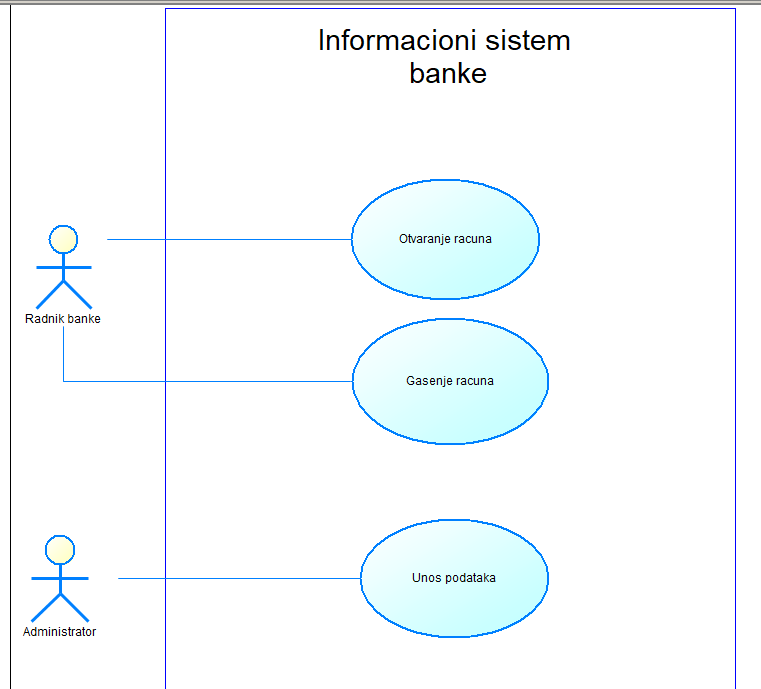 Informacioni sistem
banke
Otvaranje racuna
Radnik banke
Gasenje racuna
Unos podataka
Administrator